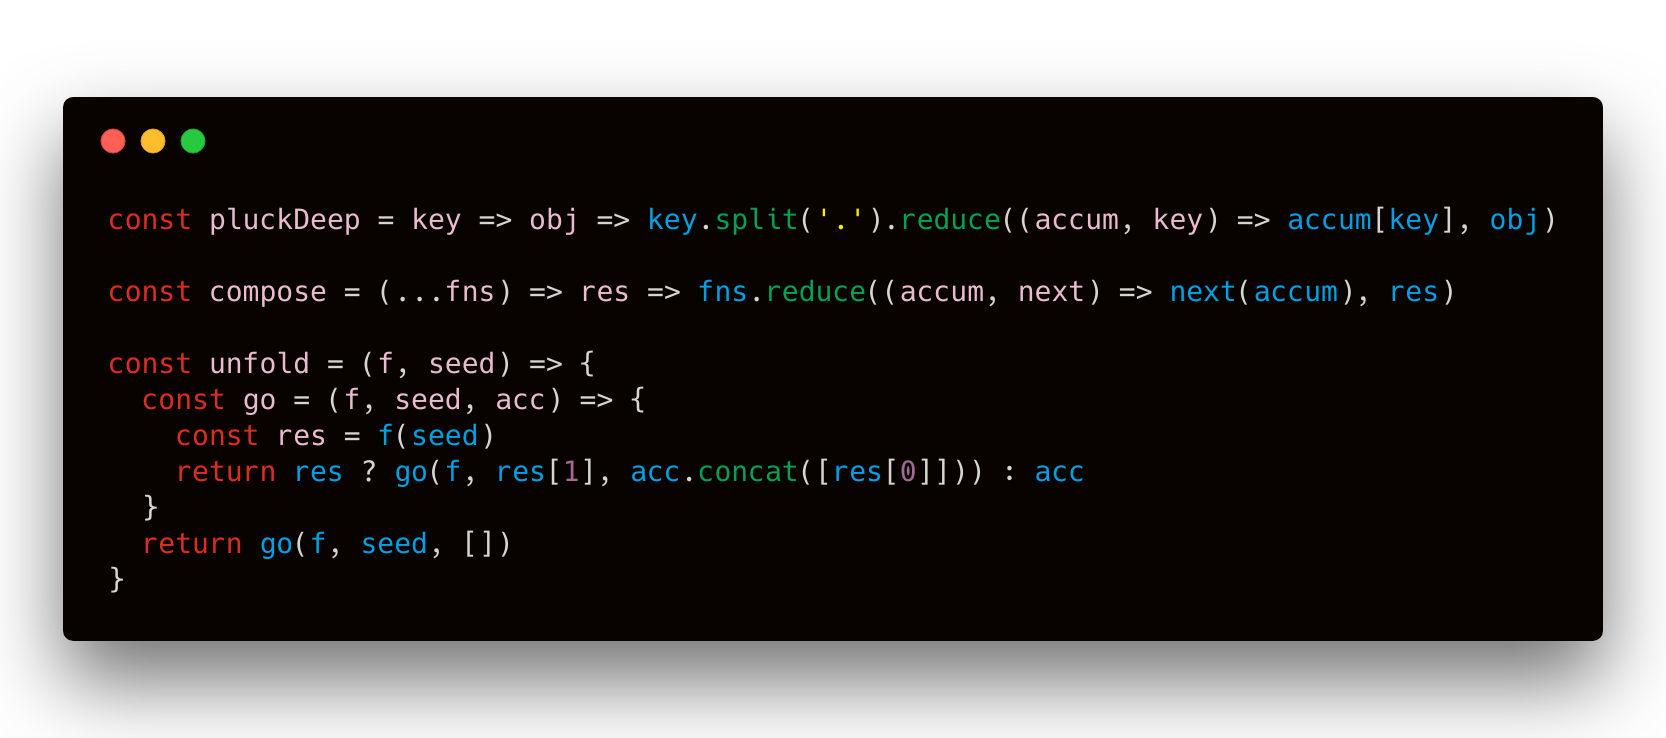 const pluckDeep = key => obj => key.split('.').reduce((accum, key) => accum[key], obj)
const compose = (...fns) => res => fns.reduce((accum, next) => next(accum), res)
const unfold = (f, seed) => {
  const go = (f, seed, acc) => {
    const res = f(seed)
    return res ? go(f, res[1], acc.concat([res[0]])) : acc
  }
  return go(f, seed, [])
}